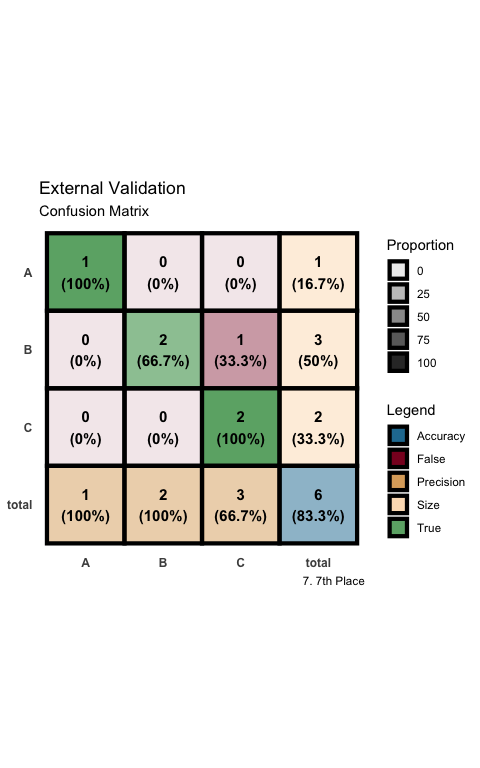 External Validation
Confusion Matrix
A
1
(100%)
0
(0%)
0
(0%)
1
(16.7%)
B
0
(0%)
2
(66.7%)
1
(33.3%)
3
(50%)
C
0
(0%)
0
(0%)
2
(100%)
2
(33.3%)
total
1
(100%)
2
(100%)
3
(66.7%)
6
(83.3%)
A
B
C
total
7. 7th Place
Proportion
0
25
50
75
100
Legend
Accuracy
False
Precision
Size
True